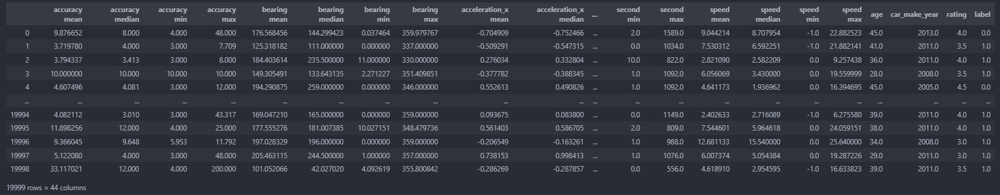 accuracy accuracy accuracy accuracy bearing bearing bearing bearing acceleration_x acceleration_x ... second second speed speed speed speed age car_make_year rating label
mean median min max mean median min max mean median min max mean median min max
0 9.876652 8.000 4.000 48.000 176.568456 144.299423 0.037464 359.979767 -0.704909 -0.752466 ... 2.0 1589.0 9.044214 8.707954 -1.0 22.882523 45.0 2013.0 4.0 0.0
1 3.719780 4.000 3.000 7.709 125.318182 111.000000 0.000000 337.000000 -0.509291 -0.547315 ... 0.0 1034.0 7.530312 6.592251 -1.0 21.882141 41.0 2011.0 3.5 1.0
2 3.794337 3.413 3.000 8.000 184.403614 235.500000 11.000000 330.000000 0.276034 0.332804 ... 10.0 822.0 2.821090 2.582209 0.0 9.257438 36.0 2011.0 4.0 1.0
3 10.000000 10.000 10.000 10.000 149.305491 133.643135 2.271227 351.409851 -0.377782 -0.388345 ... 1.0 1092.0 6.056069 3.430000 0.0 19.559999 28.0 2008.0 3.5 1.0
4 4.607496 4.081 3.000 12.000 194.290875 259.000000 0.000000 346.000000 0.552613 0.490826 ... 1.0 1092.0 4.641173 1.936962 0.0 16.394695 45.0 2005.0 4.5 0.0
... ... ... ... ... ... ... ... ... ... ... ... ... ... ... ... ... ... ... ... ... ...
19994 4.082112 3.010 3.000 43.317 169.047210 165.000000 0.000000 359.000000 0.093675 0.083800 ... 0.0 1149.0 2.402633 2.716089 -1.0 6.275580 39.0 2011.0 4.0 1.0
19995 11.898256 12.000 4.000 25.000 177.555276 181.007385 10.027151 348.479736 0.561403 0.586705 ... 2.0 809.0 7.544601 5.964618 0.0 24.059151 38.0 2011.0 4.0 1.0
19996 9.366045 9.648 5.953 11.792 197.028329 196.000000 0.000000 359.000000 -0.206549 -0.163261 ... 1.0 988.0 12.681133 15.540000 0.0 25.640000 34.0 2008.0 3.0 1.0
19997 5.122080 4.000 3.000 48.000 205.463115 244.500000 1.000000 357.000000 0.738153 0.998413 ... 1.0 1076.0 6.007374 5.054384 0.0 19.287226 29.0 2011.0 3.0 1.0
19998 33.117021 12.000 4.000 200.000 101.052066 42.027020 4.092619 355.800842 -0.286269 -0.287857 ... 0.0 556.0 4.618910 2.954595 -1.0 16.633823 39.0 2011.0 3.5 1.0
19999 rows × 44 columns